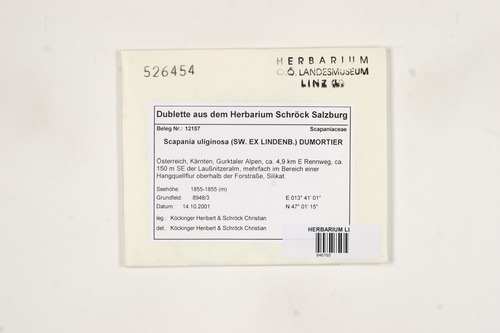 526454
HERBARIUM
O.Ö. LANDESMUSEUM
LINZ
Dublette aus dem Herbarium Schröck Salzburg
Beleg Nr.: 12157 Scapaniaceae
Scapania uliginosa (SW. EX LINDENB.) DUMORTIER
Österreich, Kärnten, Gurktaler Alpen, ca. 4,9 km E Rennweg, ca.
150 m SE der Laußnitzeralm, mehrfach im Bereich einer
Hangquellflur oberhalb der Forstraße, Silikat.
Seehöhe: 1855-1855 (m)
Grundfeld: 8948/3 E 013° 41' 01"
Datum: 14.10.2001 N 47° 01' 15"
leg.: Köckinger Heribert & Schröck Christian
det.: Köckinger Heribert & Schröck Christian
HERBARIUM LI
846165